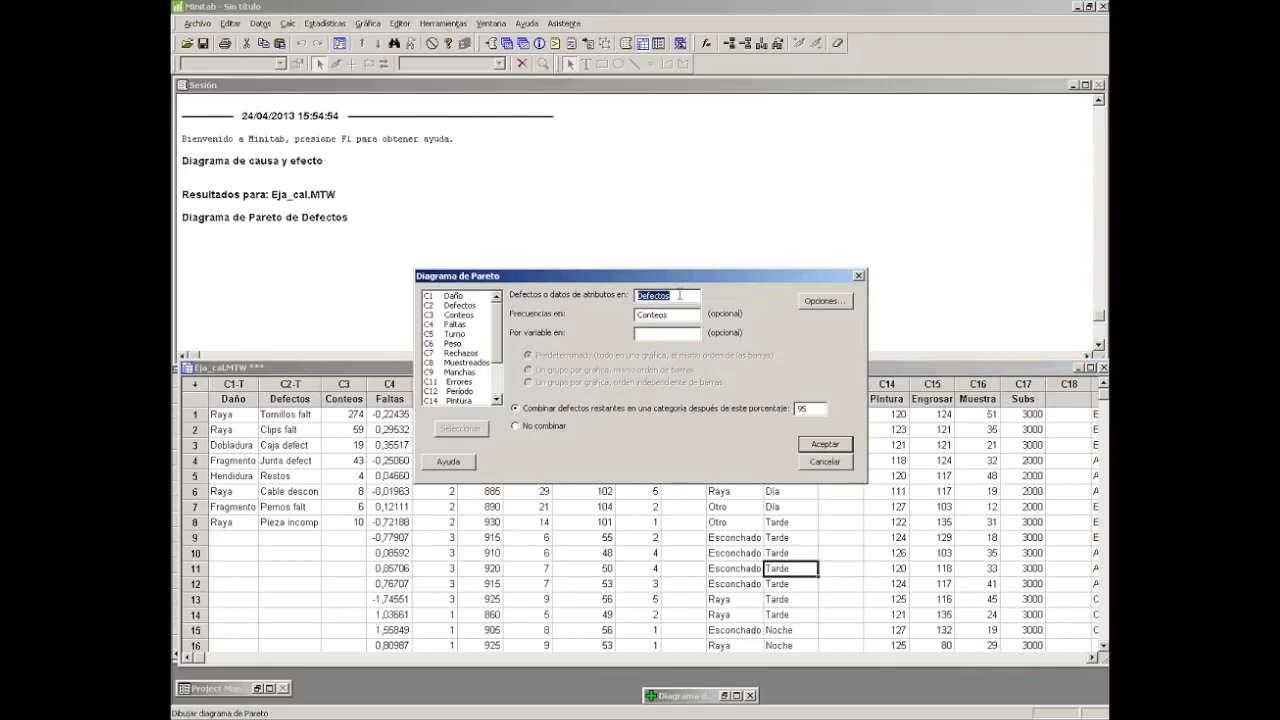 Minitab - Sin título
Archivo Editar Datos Calc Estadísticas Gráfica Editor Herramientas Ventana Ayuda Asistente
Sesión
24/04/2013 15:54:54
Bienvenido a Minitab, presione F1 para obtener ayuda.
Diagrama de causa y efecto
Resultados para: Eja_cal.MTW
Diagrama de Pareto de Defectos
Diagrama de Pareto
C1 Daño
C2 Defectos
C3 Conteos
C4 Faltas
C5 Turno
C6 Peso
C7 Rechazos
C8 Muestreados
C9 Manchas
C11 Errores
C12 Período
C14 Pintura
Defectos o datos de atributos en: Defectos
Frecuencias en: Conteos (opcional)
Por variable en: (opcional)
Opciones...
Predeterminado (todo en una gráfica, el mismo orden de las barras)
Un grupo por gráfica, mismo orden de barras
Un grupo por gráfica, orden independiente de barras
Combinar defectos restantes en una categoría después de este porcentaje: 95
No combinar
Seleccionar
Ayuda
Aceptar
Cancelar
Eja_cal.MTW ***
C1-T C2-T C3 C4 C14 C15 C16 C17 C18
Daño Defectos Conteos Faltas Pintura Engrosar Muestra Subs
1 Raya Tornillos falt 274 -0,22435 120 124 51 3000 E
2 Raya Clips falt 59 0,29532 123 121 35 3000 E
3 Dobladura Caja defect 19 0,35517 121 121 21 3000 E
4 Fragmento Junta defect 43 -0,25060 118 124 32 2000 A
5 Hendidura Restos 4 0,04660 120 117 48 2000 A
6 Raya Cable descon 8 -0,01963 2 885 29 102 5 Raya Día 111 117 19 2000 A
7 Fragmento Pernos falt 6 0,12111 2 890 21 104 2 Otro Día 127 103 12 2000 A
8 Raya Pieza incomp 10 -0,72188 2 930 14 101 1 Otro Tarde 122 135 31 3000 E
9 -0,77907 3 915 6 55 2 Esconchado Tarde 124 129 18 3000 E
10 0,08592 3 910 6 48 4 Esconchado Tarde 126 103 35 3000 A
11 0,85706 3 920 7 50 4 Esconchado Tarde 120 118 33 3000 A
12 0,76707 3 915 7 53 3 Esconchado Tarde 124 117 41 3000 A
13 -1,74551 3 925 9 56 5 Raya Tarde 125 116 45 3000 C
14 1,03661 1 860 5 49 2 Raya Tarde 121 135 24 3000 C
15 1,55849 1 905 8 56 1 Esconchado Noche 127 132 19 3000 C
16 0,80987 1 925 9 53 1 Raya Noche 125 80 29 3000
Project Man...
Diagrama d...
Dibujar diagrama de Pareto